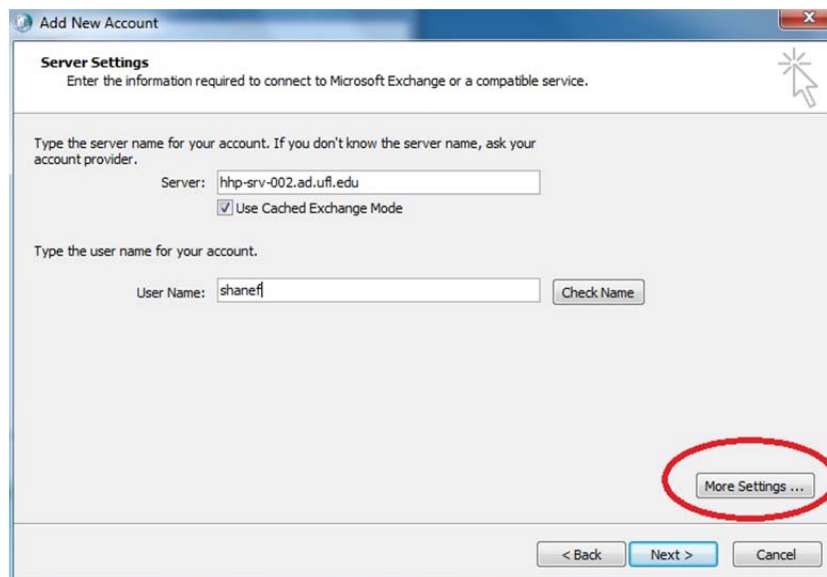 Add New Account
Server Settings
Enter the information required to connect to Microsoft Exchange or a compatible service.
Type the server name for your account. If you don't know the server name, ask your
account provider.
Server: hhp-srv-002.ad.ufl.edu
Use Cached Exchange Mode
Type the user name for your account.
User Name: shanef Check Name
More Settings ...
< Back Next > Cancel